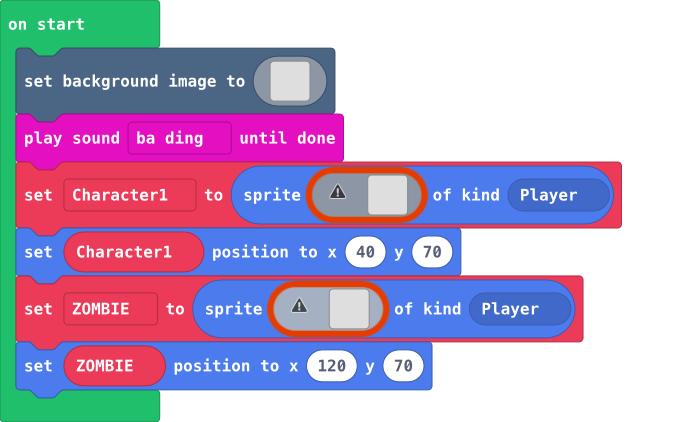 on start
set background image to
play sound ba ding until done
set Character1 to sprite of kind Player
set Character1 position to x 40 y 70
set ZOMBIE to sprite of kind Player
set ZOMBIE position to x 120 y 70